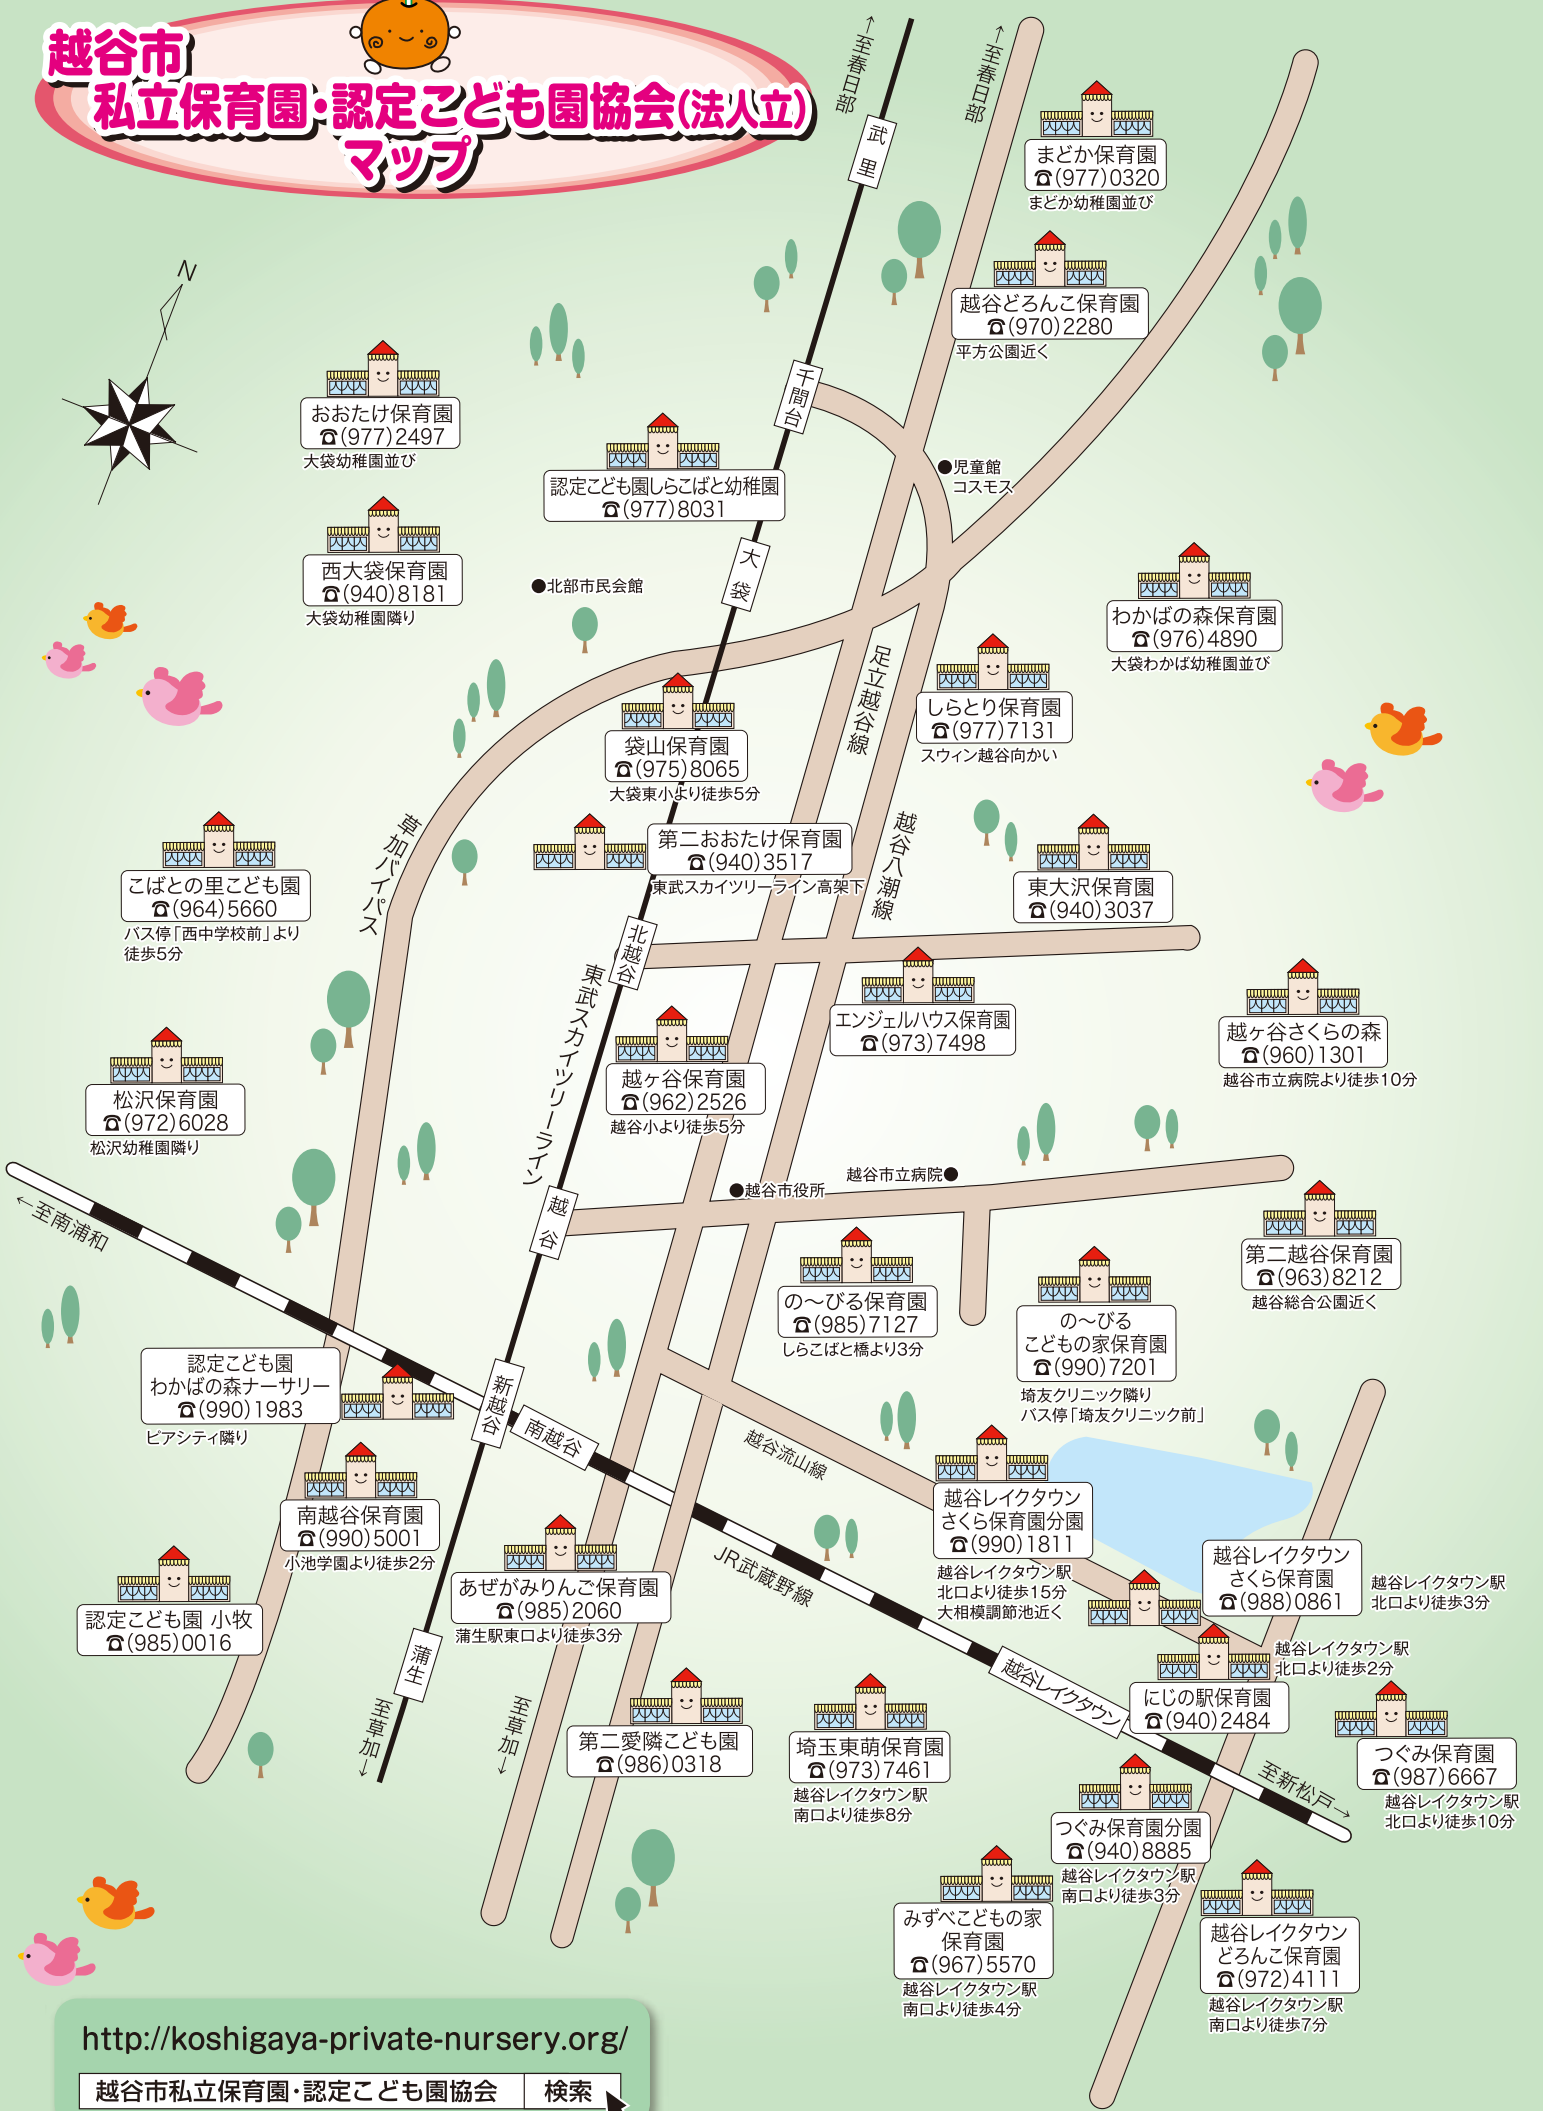 越谷市
私立保育園・認定こども園協会(法人立)
マップ
←至春日部
←至春日部
武里
まどか保育園
☎(977)0320
まどか幼稚園並び
N
越谷どろんこ保育園
☎(970)2280
平方公園近く
千間台
おおたけ保育園
☎(977)2497
大袋幼稚園並び
認定こども園しらこばと幼稚園
☎(977)8031
●児童館
コスモス
西大袋保育園
☎(940)8181
大袋幼稚園隣り
●北部市民会館
大袋
わかばの森保育園
☎(976)4890
大袋わかば幼稚園並び
足立越谷線
しらとり保育園
☎(977)7131
スウィン越谷向かい
袋山保育園
☎(975)8065
大袋東小より徒歩5分
草加バイパス
第二おおたけ保育園
☎(940)3517
東武スカイツリーライン高架下
越谷八潮線
こばとの里こども園
☎(964)5660
バス停「西中学校前」より
徒歩5分
東大沢保育園
☎(940)3037
北越谷
東武スカイツリーライン
エンジェルハウス保育園
☎(973)7498
越ヶ谷さくらの森
☎(960)1301
越谷市立病院より徒歩10分
松沢保育園
☎(972)6028
松沢幼稚園隣り
越ヶ谷保育園
☎(962)2526
越谷小より徒歩5分
←至南浦和
越谷
●越谷市役所
越谷市立病院●
の〜びる保育園
☎(985)7127
しらこばと橋より3分
の〜びる
こどもの家保育園
☎(990)7201
埼友クリニック隣り
バス停「埼友クリニック前」
第二越谷保育園
☎(963)8212
越谷総合公園近く
認定こども園
わかばの森ナーサリー
☎(990)1983
ピアシティ隣り
新越谷
南越谷
越谷流山線
南越谷保育園
☎(990)5001
小池学園より徒歩2分
越谷レイクタウン
さくら保育園分園
☎(990)1811
越谷レイクタウン駅
北口より徒歩15分
大相模調節池近く
JR武蔵野線
越谷レイクタウン
さくら保育園
☎(988)0861
越谷レイクタウン駅
北口より徒歩3分
認定こども園 小牧
☎(985)0016
あぜがみりんご保育園
☎(985)2060
蒲生駅東口より徒歩3分
蒲生
越谷レイクタウン
越谷レイクタウン駅
北口より徒歩2分
にじの駅保育園
☎(940)2484
至草加→
至草加→
第二愛隣こども園
☎(986)0318
埼玉東萌保育園
☎(973)7461
越谷レイクタウン駅
南口より徒歩8分
つぐみ保育園
☎(987)6667
越谷レイクタウン駅
北口より徒歩10分
至新松戸→
つぐみ保育園分園
☎(940)8885
越谷レイクタウン駅
南口より徒歩3分
みずべこどもの家
保育園
☎(967)5570
越谷レイクタウン駅
南口より徒歩4分
越谷レイクタウン
どろんこ保育園
☎(972)4111
越谷レイクタウン駅
南口より徒歩7分
http://koshigaya-private-nursery.org/
越谷市私立保育園・認定こども園協会 検索